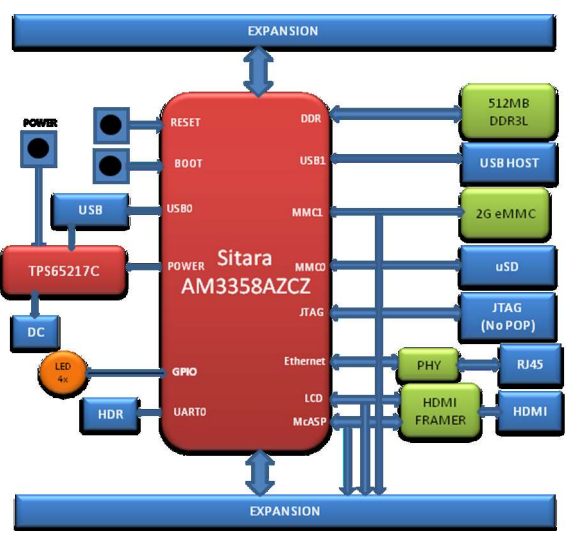 EXPANSION
POWER
RESET
BOOT
USB
USB0
TPS65217C
POWER
DC
LED
4x
GPIO
HDR
UART0
Sitara
AM3358AZCZ
DDR
USB1
MMC1
MMC0
JTAG
Ethernet
LCD
McASP
512MB
DDR3L
USB HOST
2G eMMC
uSD
JTAG
(No POP)
PHY
RJ45
HDMI
FRAMER
HDMI
EXPANSION